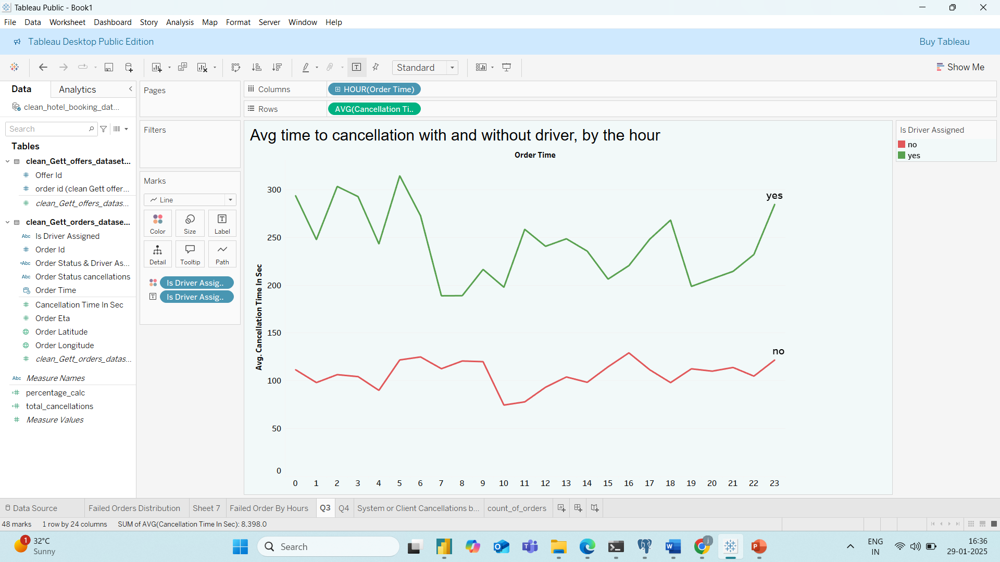 Tableau Public - Book1
File Data Worksheet Dashboard Story Analysis Map Format Server Window Help
Tableau Desktop Public Edition
Buy Tableau
Standard
Show Me
Data
Analytics
clean_hotel_booking_dat...
Search
Tables
clean_Gett_offers_dataset...
# Offer Id
# order id (clean Gett offer...
# clean_Gett_offers_datas...
clean_Gett_orders_datase...
Abc Is Driver Assigned
# Order Id
=Abc Order Status & Driver As...
Abc Order Status cancellations
Order Time
# Cancellation Time In Sec
# Order Eta
Order Latitude
Order Longitude
# clean_Gett_orders_datas...
Abc Measure Names
=# percentage_calc
=# total_cancellations
# Measure Values
Pages
Filters
Marks
Line
Color
Size
T
Label
Detail
Tooltip
Path
Is Driver Assig..
T Is Driver Assig..
Columns
HOUR(Order Time)
Rows
AVG(Cancellation Ti..
Avg time to cancellation with and without driver, by the hour
Order Time
Avg. Cancellation Time In Sec
300
250
200
150
100
50
0
yes
no
0 1 2 3 4 5 6 7 8 9 10 11 12 13 14 15 16 17 18 19 20 21 22 23
Is Driver Assigned
no
yes
Data Source
Failed Orders Distribution
Sheet 7
Failed Order By Hours
Q3
Q4
System or Client Cancellations b...
count_of_orders
48 marks 1 row by 24 columns SUM of AVG(Cancellation Time In Sec): 8,398.0
1
32°C
Sunny
Search
j
ENG
IN
16:36
29-01-2025